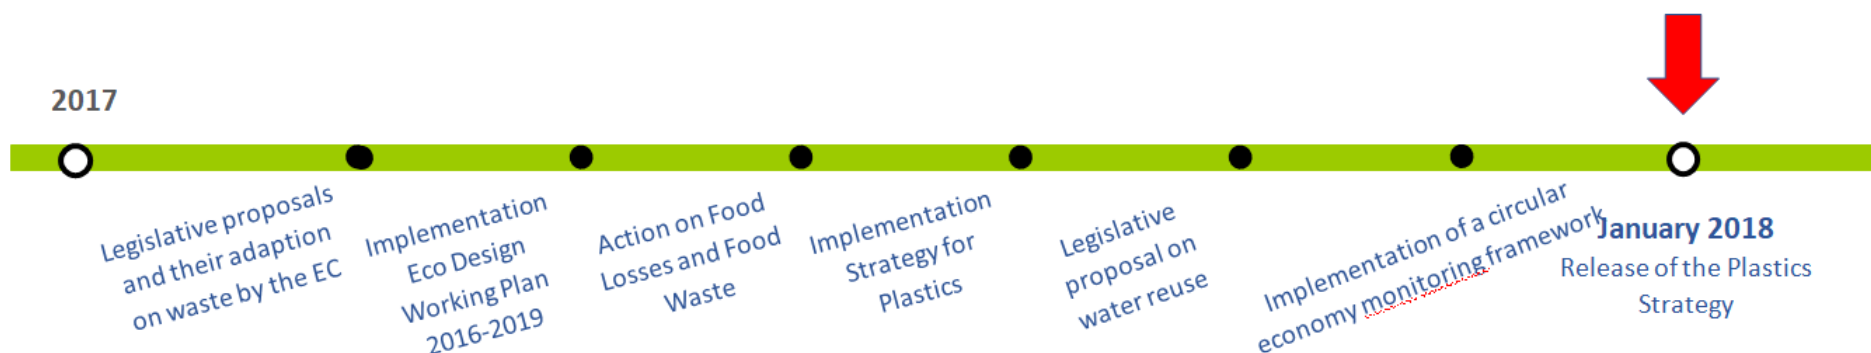 2017
Legislative proposals
and their adaption
on waste by the EC
Implementation
Eco Design
Working Plan
2016-2019
Action on Food
Losses and Food
Waste
Implementation
Strategy for
Plastics
Legislative
proposal on
water reuse
Implementation of a circular
economy monitoring framework
January 2018
Release of the Plastics
Strategy